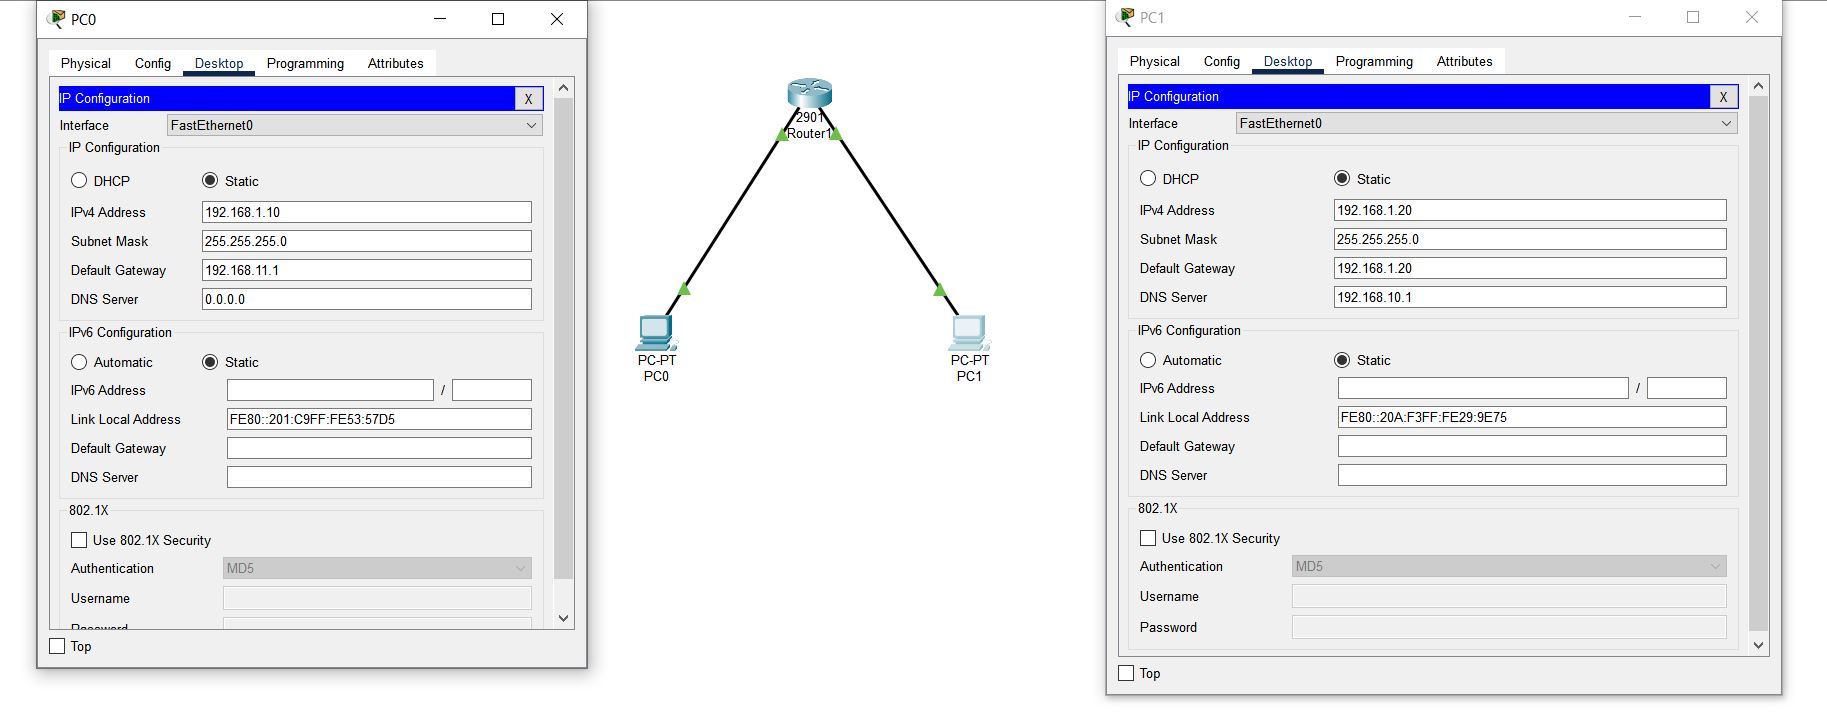 PC0
Physical Config Desktop Programming Attributes
IP Configuration X
Interface FastEthernet0
IP Configuration
DHCP Static
IPv4 Address 192.168.1.10
Subnet Mask 255.255.255.0
Default Gateway 192.168.11.1
DNS Server 0.0.0.0
IPv6 Configuration
Automatic Static
IPv6 Address /
Link Local Address FE80::201:C9FF:FE53:57D5
Default Gateway
DNS Server
802.1X
Use 802.1X Security
Authentication MD5
Username
Password
Top
2901
Router1
PC-PT
PC0
PC-PT
PC1
PC1
Physical Config Desktop Programming Attributes
IP Configuration X
Interface FastEthernet0
IP Configuration
DHCP Static
IPv4 Address 192.168.1.20
Subnet Mask 255.255.255.0
Default Gateway 192.168.1.20
DNS Server 192.168.10.1
IPv6 Configuration
Automatic Static
IPv6 Address /
Link Local Address FE80::20A:F3FF:FE29:9E75
Default Gateway
DNS Server
802.1X
Use 802.1X Security
Authentication MD5
Username
Password
Top